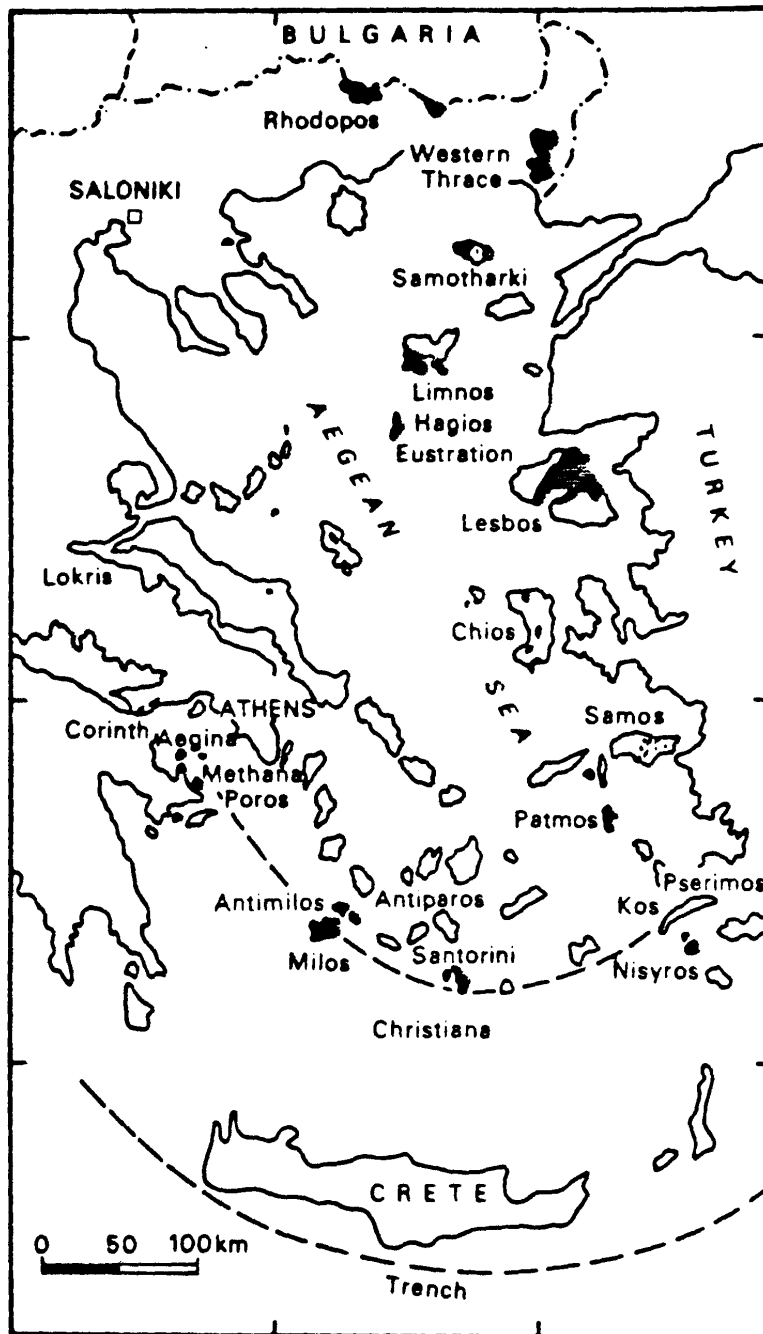 BULGARIA
Rhodopos
Western
Thrace
SALONIKI
Samotharki
Limnos
Hagios
Eustration
AEGEAN
TURKEY
Lesbos
Lokris
Chios
SEA
ATHENS
Corinth
Aegina
Samos
Methana
Poros
Patmos
Pserimos
Antimilos
Antiparos
Kos
Milos
Santorini
Nisyros
Christiana
CRETE
0 50 100km
Trench